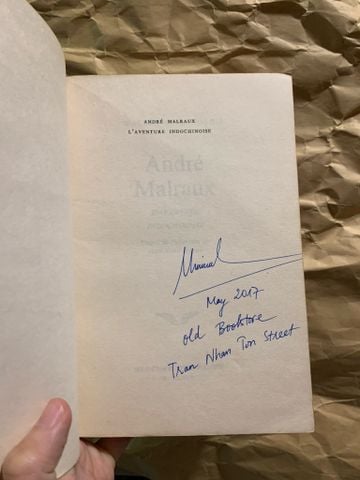 ANDRÉ MALRAUX
L'AVENTURE INDOCHINOISE
André
Malraux
May 2017
Old Bookstore
Tran Nhan Ton Street